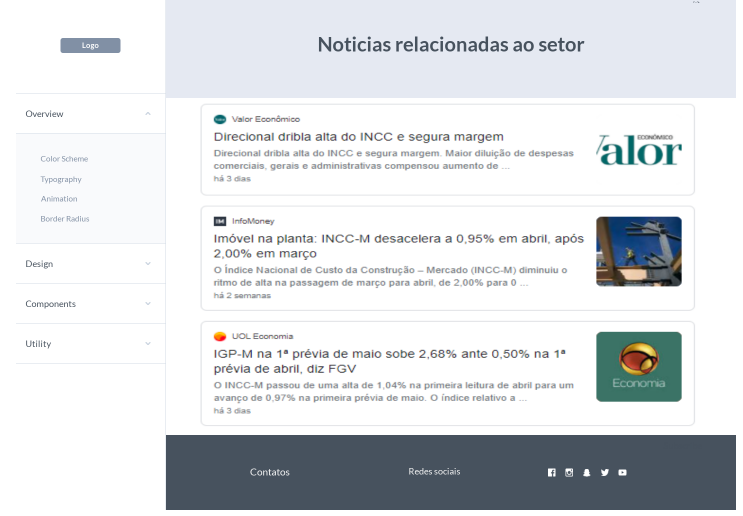 Logo
Overview
Color Scheme
Typography
Animation
Border Radius
Design
Components
Utility
Noticias relacionadas ao setor
Valor Econômico
Direcional dribla alta do INCC e segura margem
Direcional dribla alta do INCC e segura margem. Maior diluição de despesas
comerciais, gerais e administrativas compensou aumento de ...
há 3 dias
ECONÔMICO
Valor
IM InfoMoney
Imóvel na planta: INCC-M desacelera a 0,95% em abril, após
2,00% em março
O Índice Nacional de Custo da Construção – Mercado (INCC-M) diminuiu o
ritmo de alta na passagem de março para abril, de 2,00% para 0 ...
há 2 semanas
UOL Economia
IGP-M na 1ª prévia de maio sobe 2,68% ante 0,50% na 1ª
prévia de abril, diz FGV
O INCC-M passou de uma alta de 1,04% na primeira leitura de abril para um
avanço de 0,97% na primeira prévia de maio. O índice relativo a ...
há 3 dias
Economia
Contatos
Redes sociais